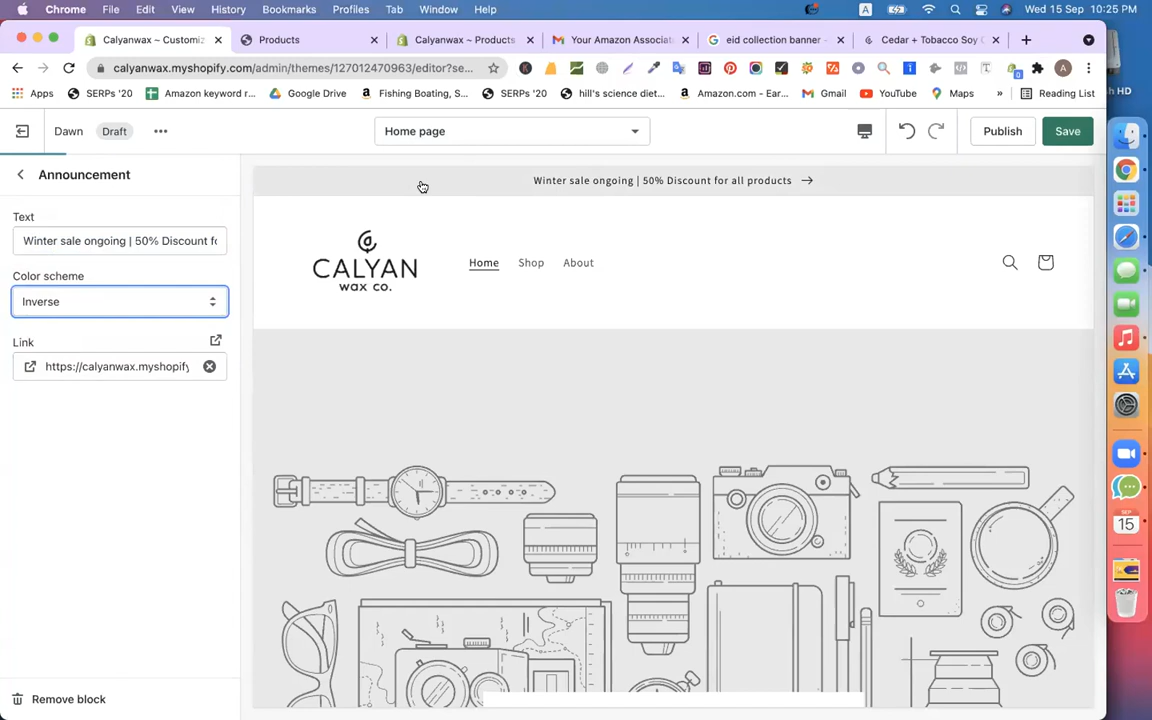 Chrome File Edit View History Bookmarks Profiles Tab Window Help A Wed 15 Sep 10:25 PM
Calyanwax ~ Customiz Products Calyanwax ~ Products Your Amazon Associat eid collection banner - Cedar + Tobacco Soy C
calyanwax.myshopify.com/admin/themes/127012470963/editor?se... A
Apps SERPs '20 Amazon keyword r... Google Drive Fishing Boating, S... SERPs '20 hill's science diet... Amazon.com - Ear... Gmail YouTube Maps » Reading List
Dawn Draft Home page Publish Save
Announcement
Text
Winter sale ongoing | 50% Discount fo
Color scheme
Inverse
Link
https://calyanwax.myshopify
Remove block
Winter sale ongoing | 50% Discount for all products
CALYAN
wax co.
Home Shop About
SEP
15